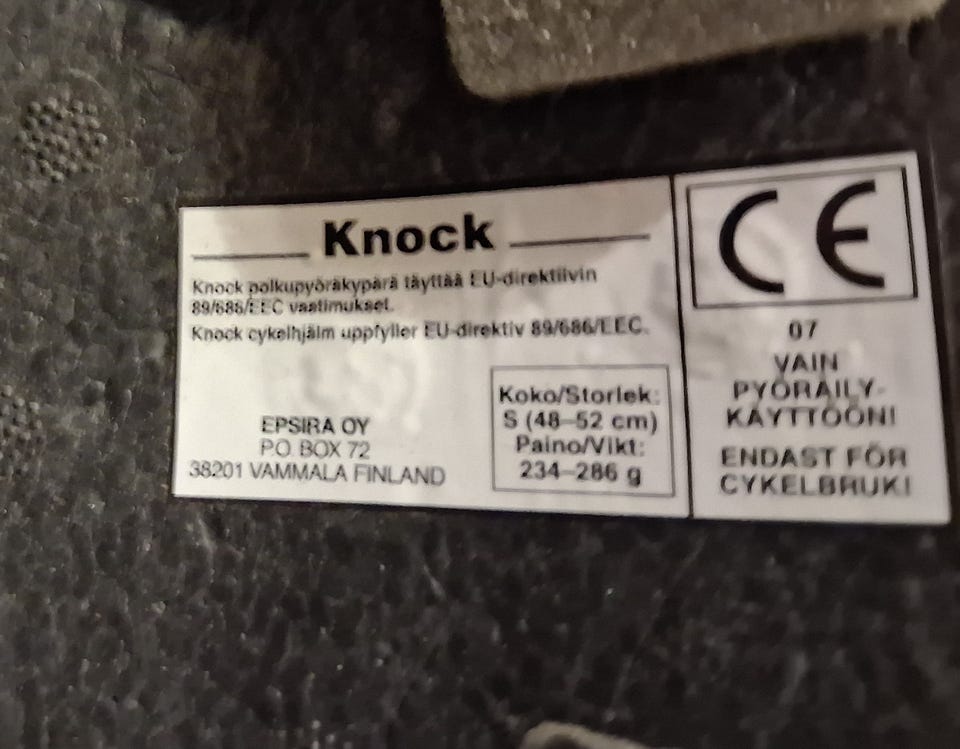 Knock
Knock polkupyöräkypärä täyttää EU-direktiivin
89/686/EEC vaatimukset.
Knock cykelhjälm uppfyller EU-direktiv 89/686/EEC.
EPSIRA OY
P.O. BOX 72
38201 VAMMALA FINLAND
Koko/Storlek:
S (48–52 cm)
Paino/Vikt:
234–286 g
CE
07
VAIN
PYÖRÄILY-
KÄYTTÖÖN!
ENDAST FÖR
CYKELBRUK!